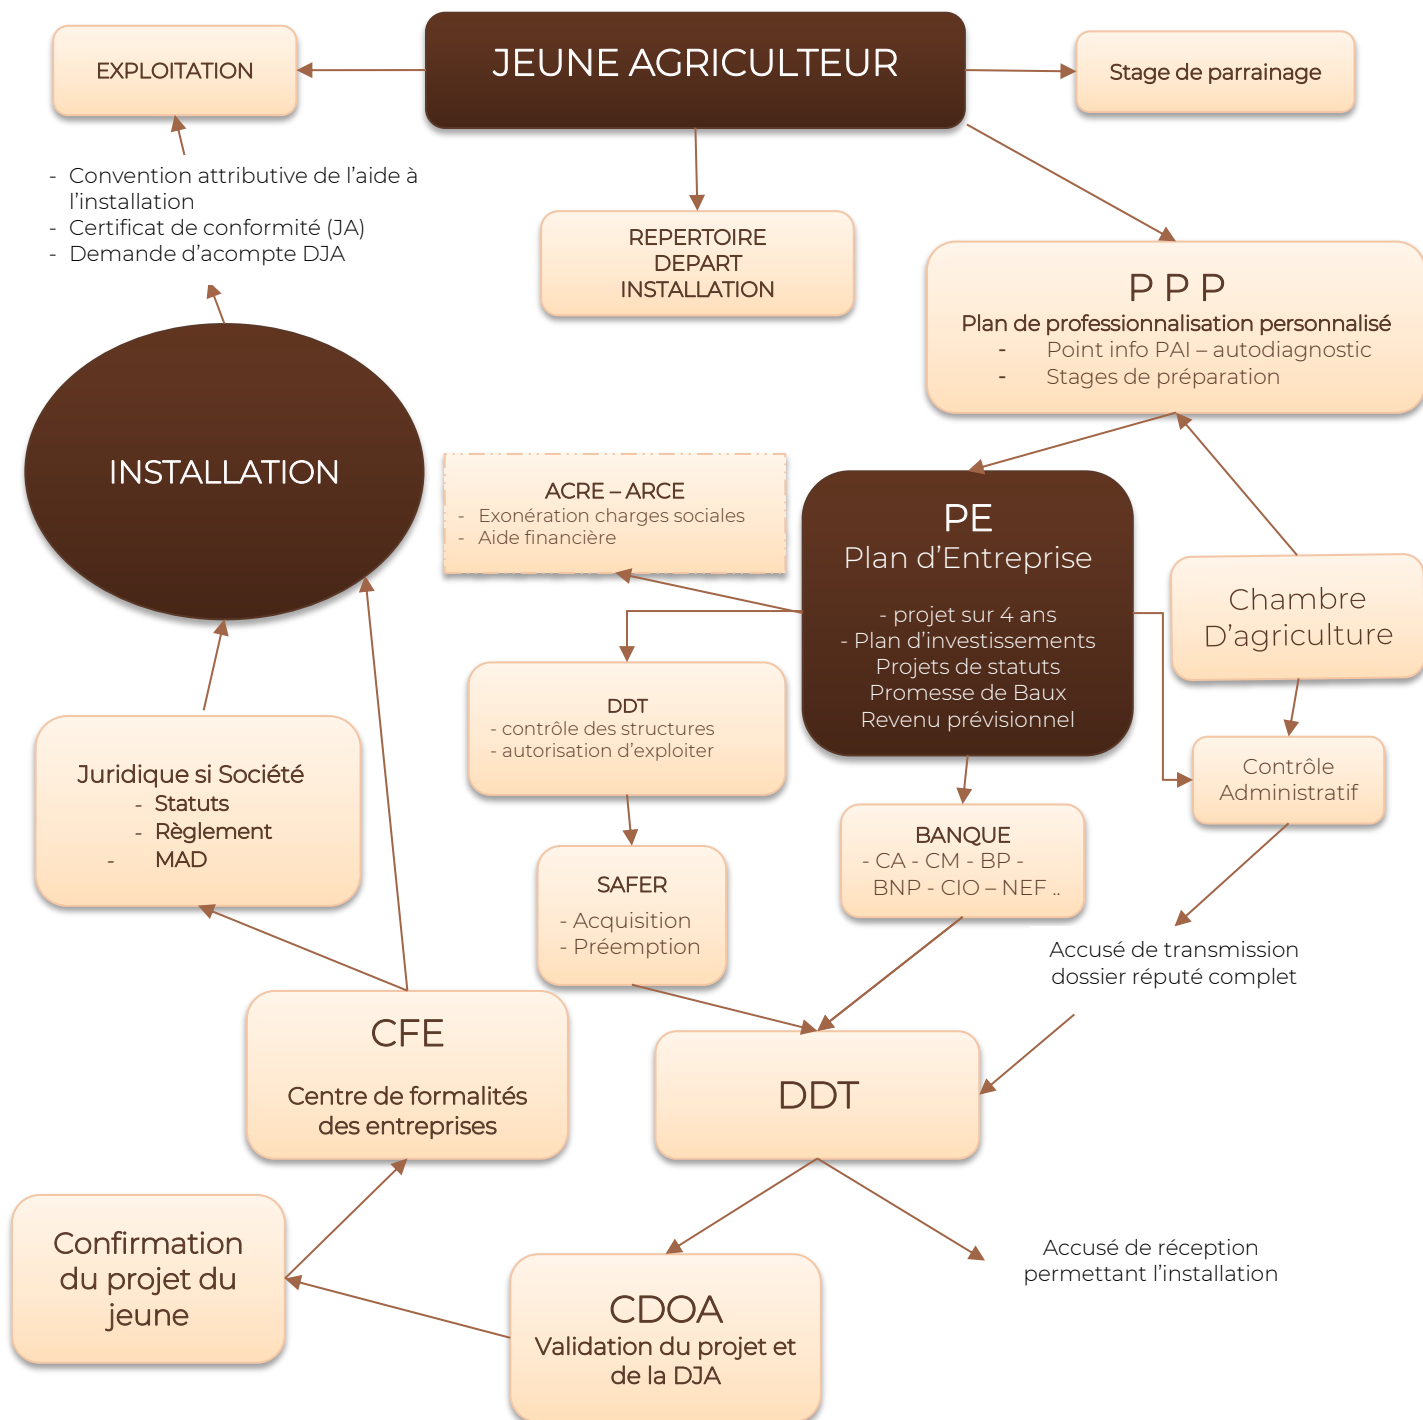 EXPLOITATION
JEUNE AGRICULTEUR
Stage de parrainage
- Convention attributive de l’aide à
l’installation
- Certificat de conformité (JA)
- Demande d’acompte DJA
REPERTOIRE
DEPART
INSTALLATION
P P P
Plan de professionnalisation personnalisé
- Point info PAI – autodiagnostic
- Stages de préparation
INSTALLATION
ACRE – ARCE
- Exonération charges sociales
- Aide financière
PE
Plan d’Entreprise
- projet sur 4 ans
- Plan d’investissements
Projets de statuts
Promesse de Baux
Revenu prévisionnel
Chambre
D’agriculture
DDT
- contrôle des structures
- autorisation d’exploiter
Juridique si Société
- Statuts
- Règlement
- MAD
Contrôle
Administratif
BANQUE
- CA - CM - BP -
BNP - CIO – NEF ..
SAFER
- Acquisition
- Préemption
Accusé de transmission
dossier réputé complet
CFE
Centre de formalités
des entreprises
DDT
Confirmation
du projet du
jeune
Accusé de réception
permettant l’installation
CDOA
Validation du projet et
de la DJA